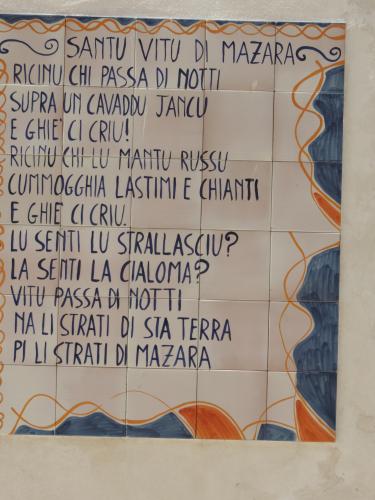 SANTU VITU DI MAZARA
RICINU CHI PASSA DI NOTTI
SUPRA UN CAVADDU JANCU
E GHIE' CI CRIU!
RICINU CHI LU MANTU RUSSU
CUMMOGGHIA LASTIMI E CHIANTI
E GHIE' CI CRIU.
LU SENTI LU STRALLASCIU?
LA SENTI LA CIALOMA?
VITU PASSA DI NOTTI
NA LI STRATI DI STA TERRA
PI LI STRATI DI MAZARA